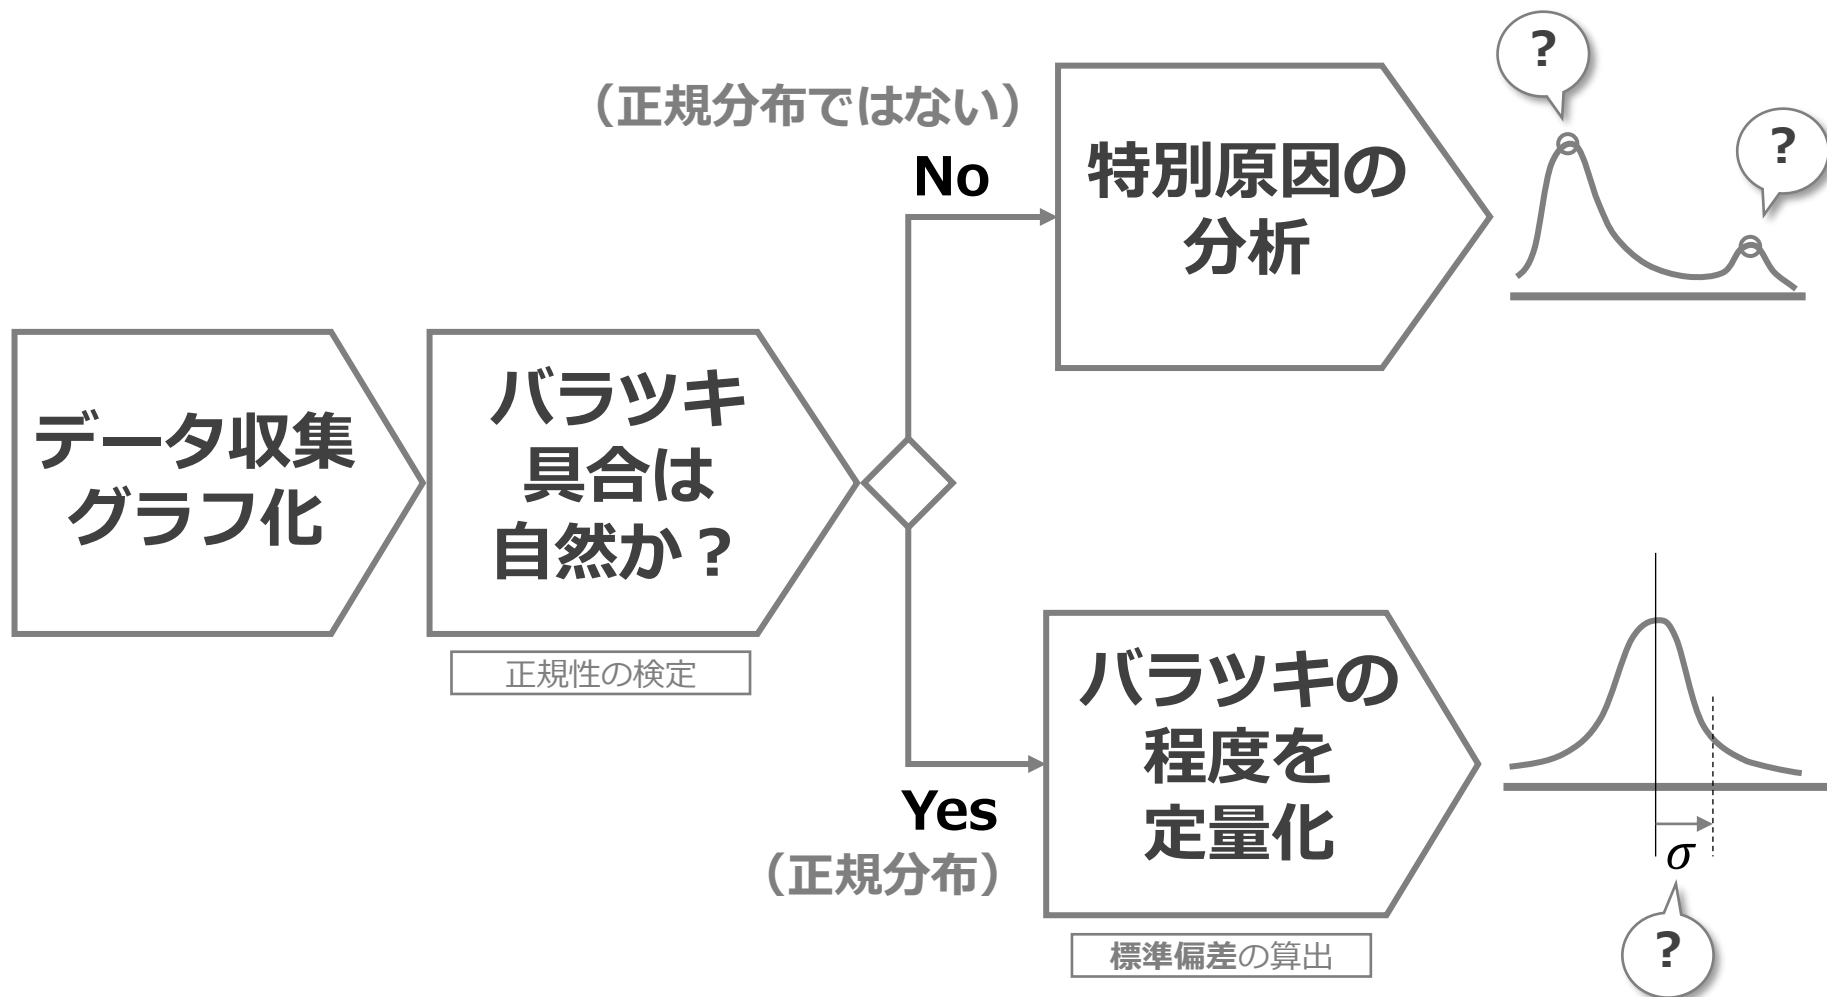 データ収集
グラフ化
バラツキ
具合は
自然か？
正規性の検定
（正規分布ではない）
No
特別原因の
分析
?
?
Yes
（正規分布）
バラツキの
程度を
定量化
標準偏差の算出
σ
?